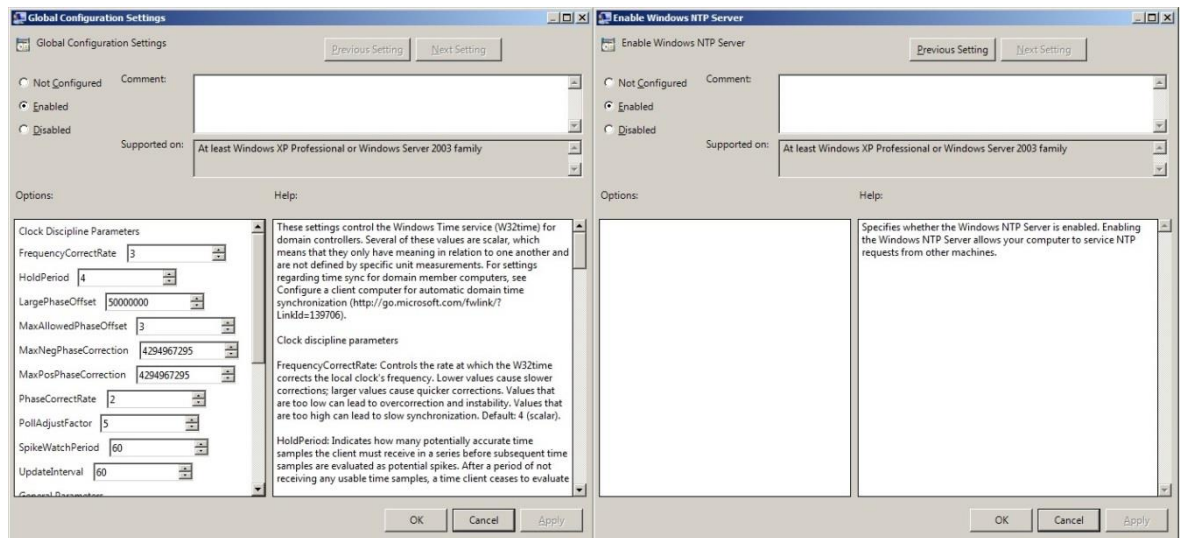 Global Configuration Settings
Global Configuration Settings
Previous Setting
Next Setting
Not Configured
Comment:
Enabled
Disabled
Supported on:
At least Windows XP Professional or Windows Server 2003 family
Options:
Help:
Clock Discipline Parameters
FrequencyCorrectRate 3
HoldPeriod 4
LargePhaseOffset 50000000
MaxAllowedPhaseOffset 3
MaxNegPhaseCorrection 4294967295
MaxPosPhaseCorrection 4294967295
PhaseCorrectRate 2
PollAdjustFactor 5
SpikeWatchPeriod 60
UpdateInterval 60
General Parameters
These settings control the Windows Time service (W32time) for
domain controllers. Several of these values are scalar, which
means that they only have meaning in relation to one another and
are not defined by specific unit measurements. For settings
regarding time sync for domain member computers, see
Configure a client computer for automatic domain time
synchronization (http://go.microsoft.com/fwlink/?
LinkId=139706).
Clock discipline parameters
FrequencyCorrectRate: Controls the rate at which the W32time
corrects the local clock's frequency. Lower values cause slower
corrections; larger values cause quicker corrections. Values that
are too low can lead to overcorrection and instability. Values that
are too high can lead to slow synchronization. Default: 4 (scalar).
HoldPeriod: Indicates how many potentially accurate time
samples the client must receive in a series before subsequent time
samples are evaluated as potential spikes. After a period of not
receiving any usable time samples, a time client ceases to evaluate
OK
Cancel
Apply
Enable Windows NTP Server
Enable Windows NTP Server
Previous Setting
Next Setting
Not Configured
Comment:
Enabled
Disabled
Supported on:
At least Windows XP Professional or Windows Server 2003 family
Options:
Help:
Specifies whether the Windows NTP Server is enabled. Enabling
the Windows NTP Server allows your computer to service NTP
requests from other machines.
OK
Cancel
Apply